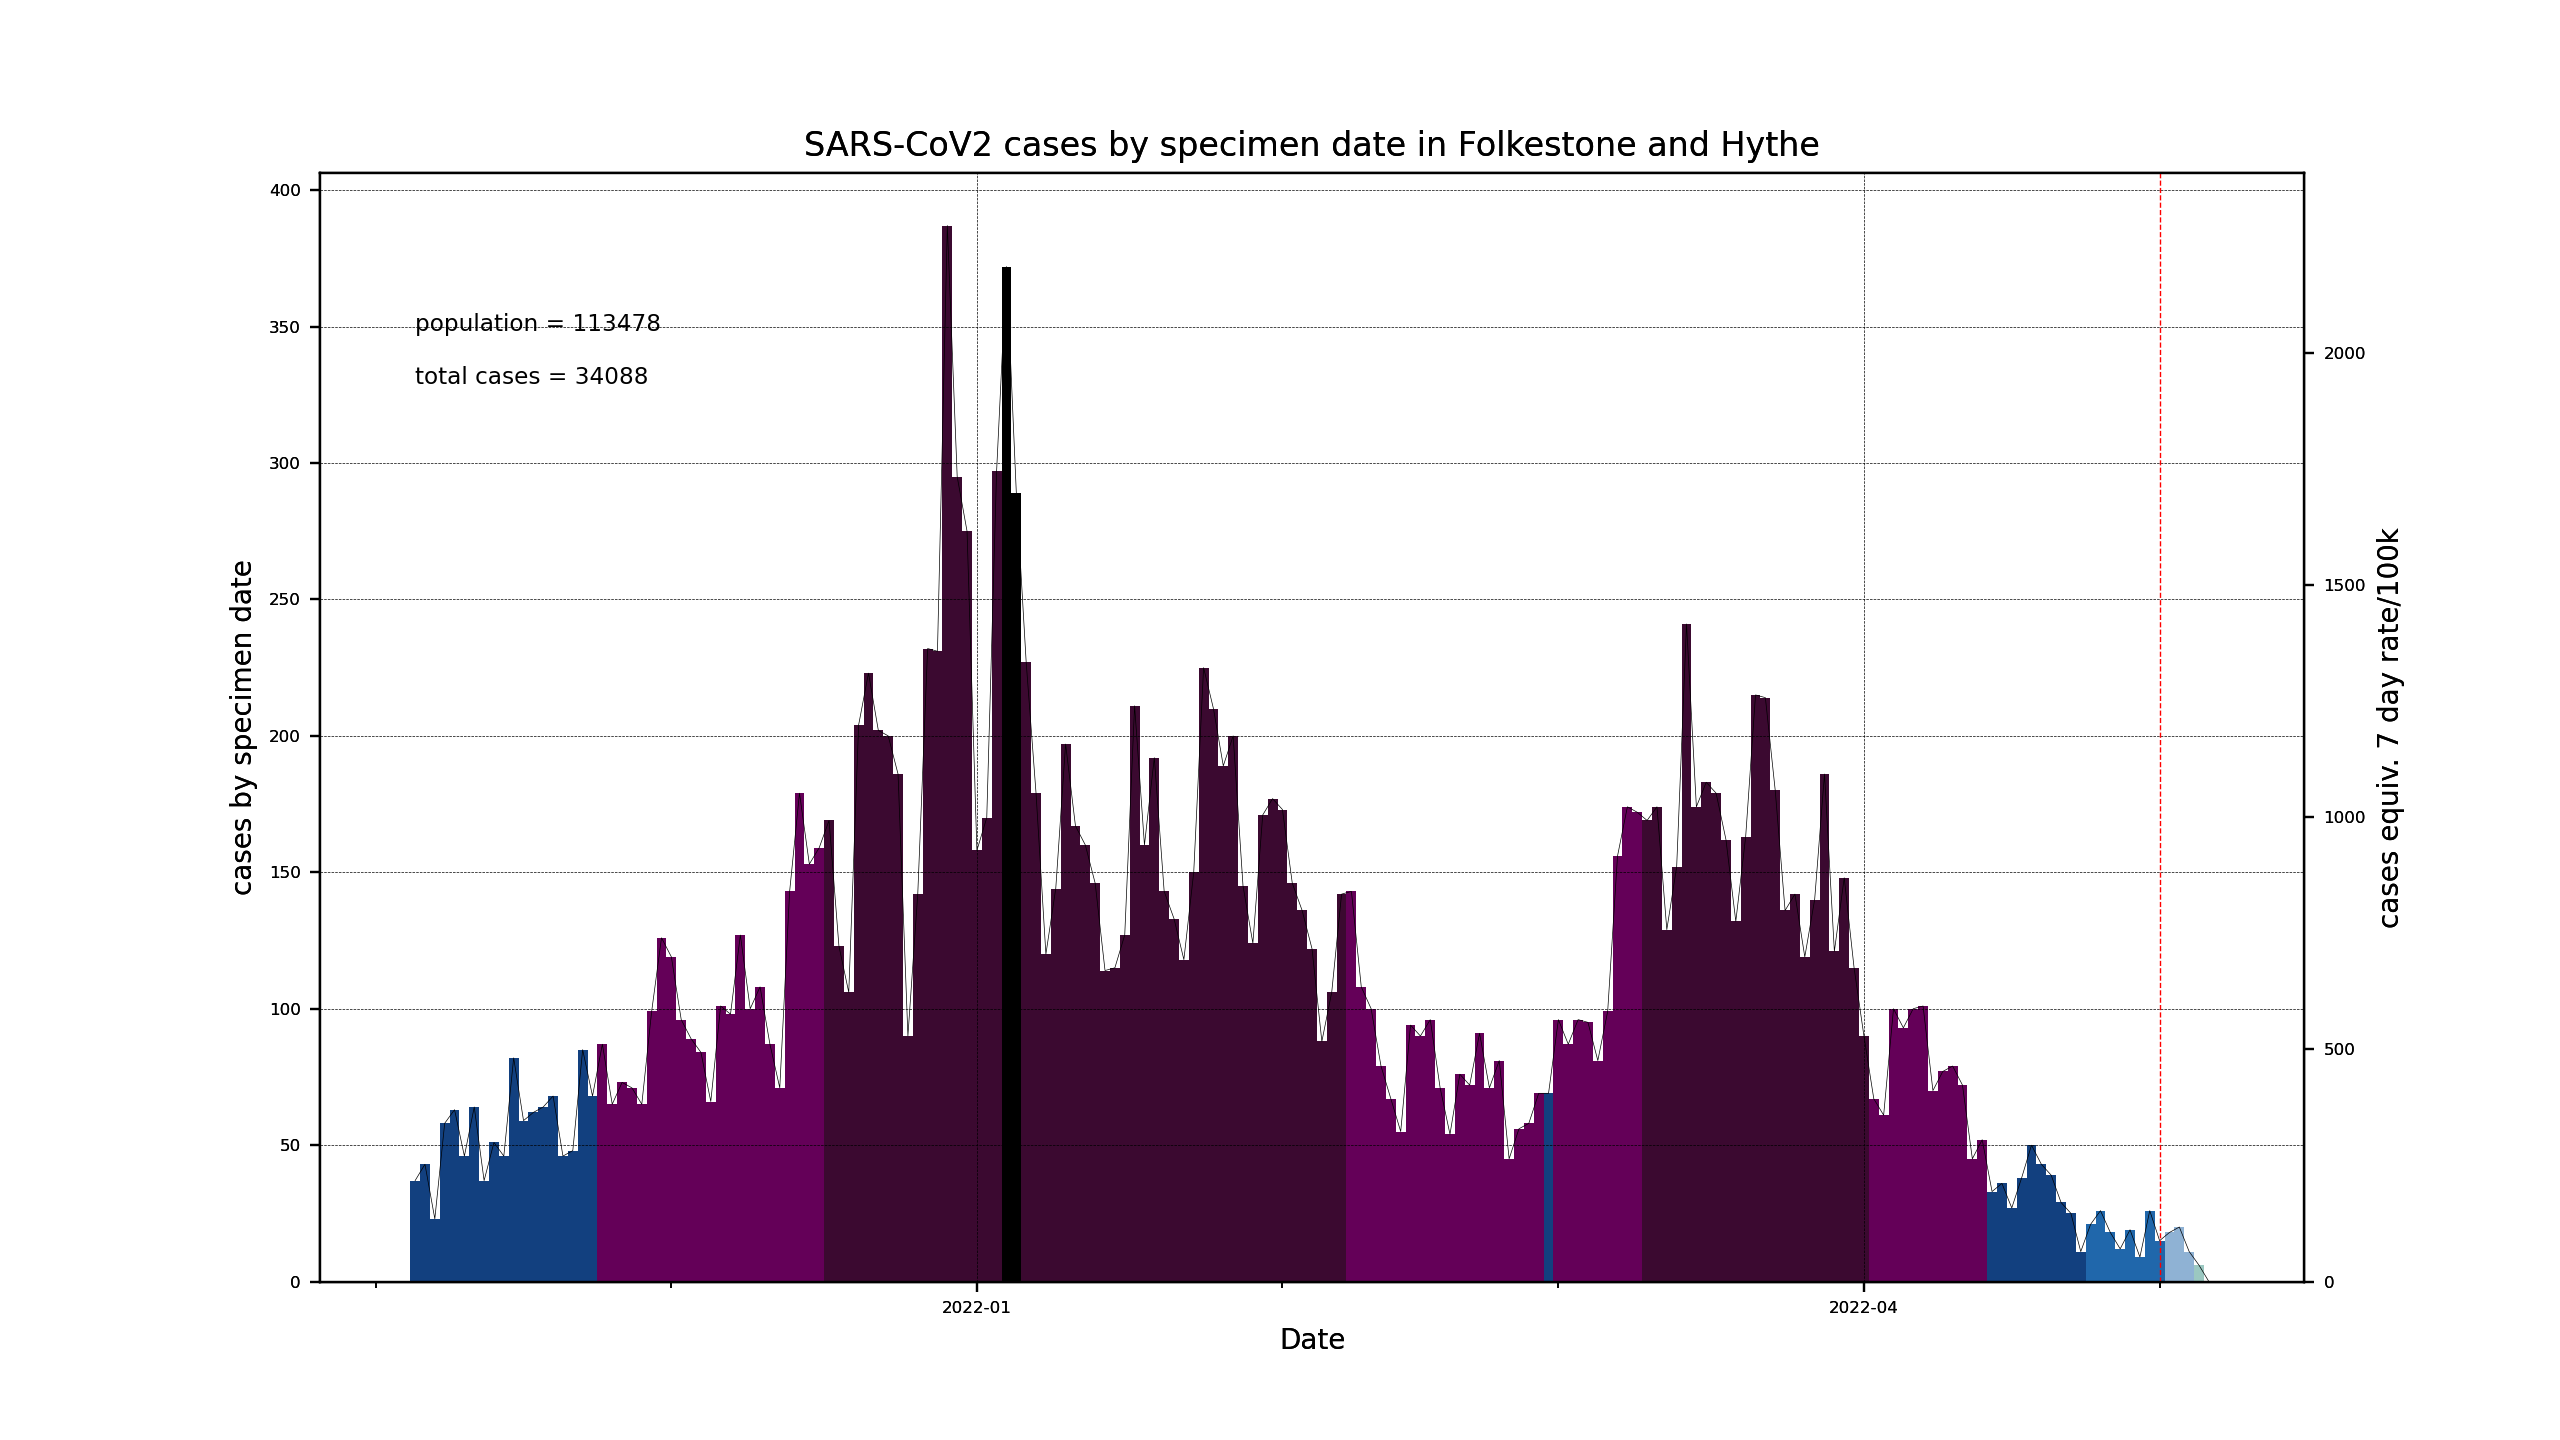 SARS-CoV2 cases by specimen date in Folkestone and Hythe
400
350
300
250
200
150
100
50
0
cases by specimen date
population = 113478
total cases = 34088
2000
1500
1000
500
0
cases equiv. 7 day rate/100k
2022-01
2022-04
Date